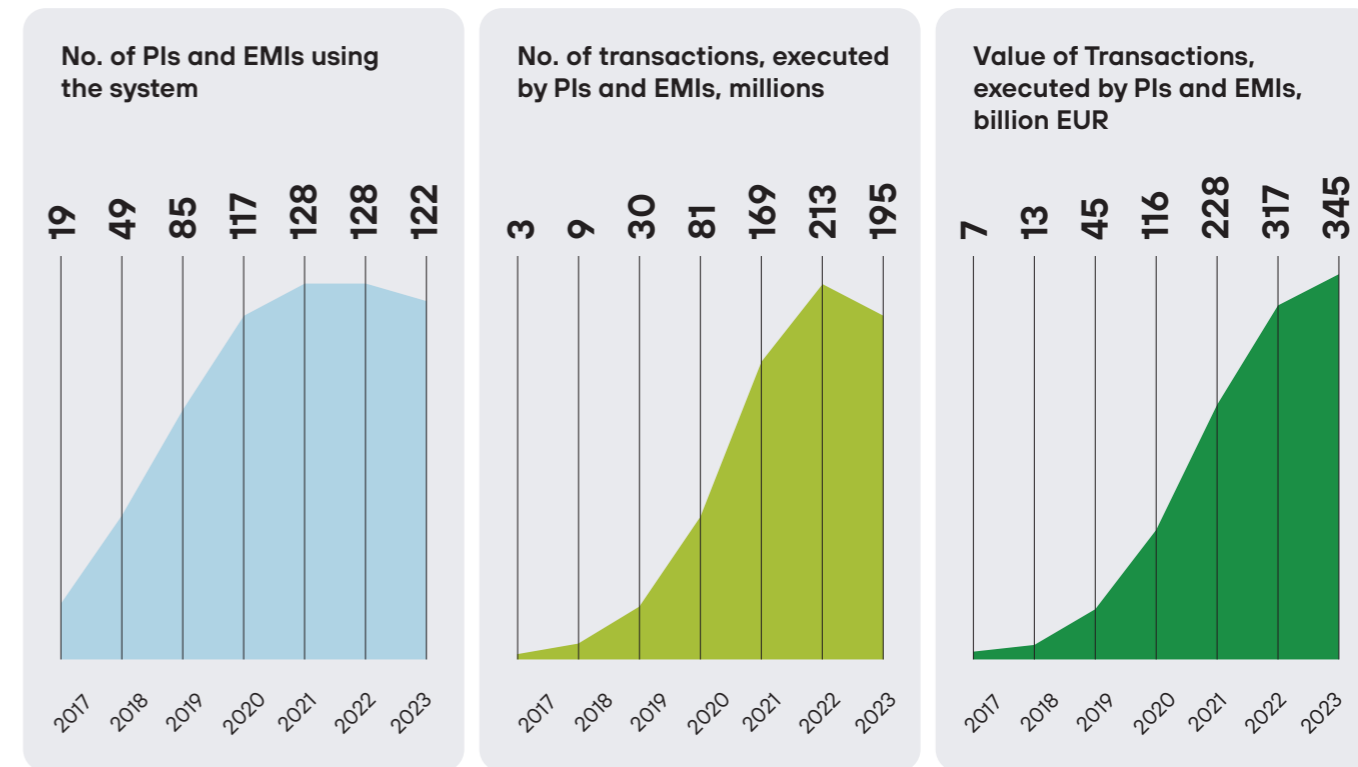 No. of PIs and EMIs using
the system
19 49 85 117 128 128 122
2017 2018 2019 2020 2021 2022 2023
No. of transactions, executed
by PIs and EMIs, millions
3 9 30 81 169 213 195
2017 2018 2019 2020 2021 2022 2023
Value of Transactions,
executed by PIs and EMIs,
billion EUR
7 13 45 116 228 317 345
2017 2018 2019 2020 2021 2022 2023